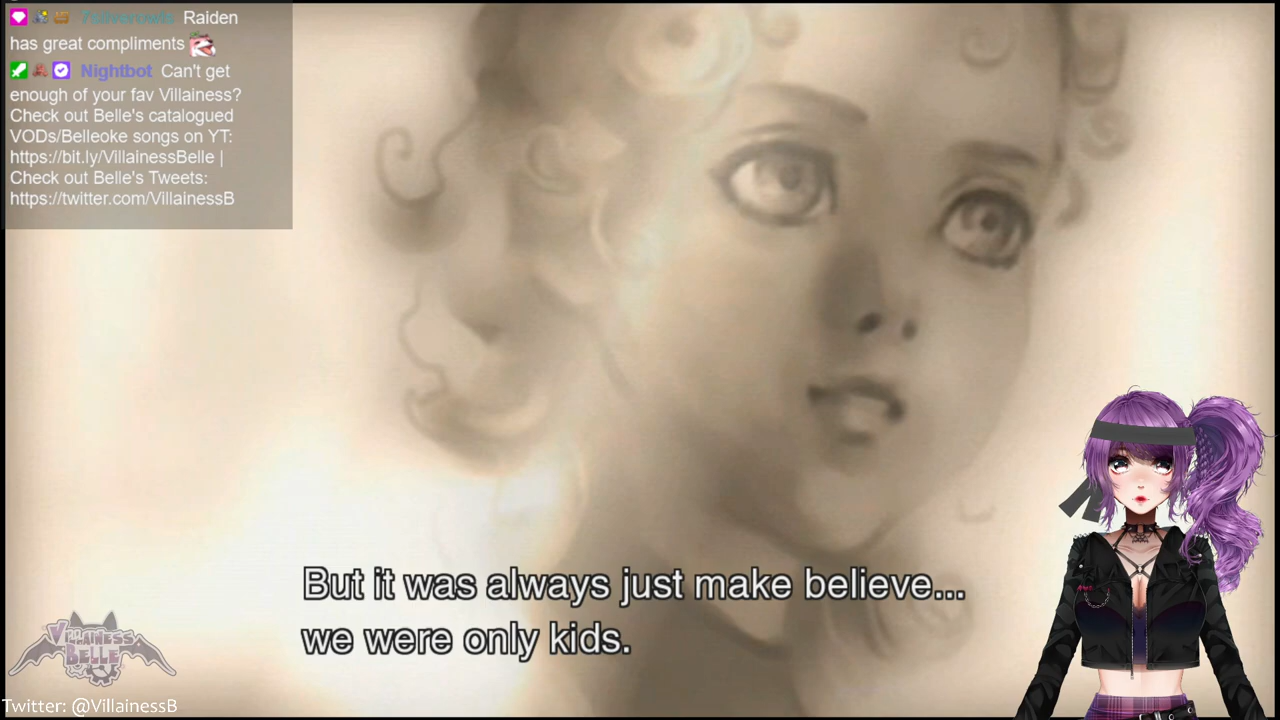 Raiden
has great compliments
Nightbot Can't get
enough of your fav Villainess?
Check out Belle's catalogued
VODs/Belleoke songs on YT:
https://bit.ly/VillainessBelle |
Check out Belle's Tweets:
https://twitter.com/VillainessB
But it was always just make believe...
we were only kids.
VILLAINESS
BELLE
Twitter: @VillainessB